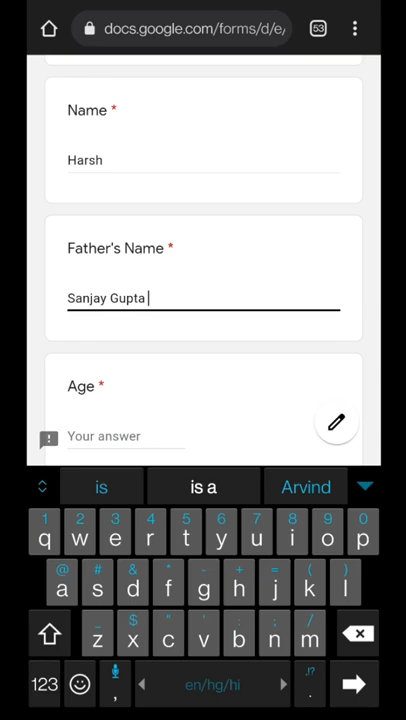 docs.google.com/forms/d/e/
53
Name *
Harsh
Father's Name *
Sanjay Gupta
Age *
Your answer
is is a Arvind
1 2 3 4 5 6 7 8 9 0
q w e r t y u i o p
@ # & * - + = ( )
a s d f g h j k l
_ $ " ' : ; /
z x c v b n m
123 , en/hg/hi .,!?